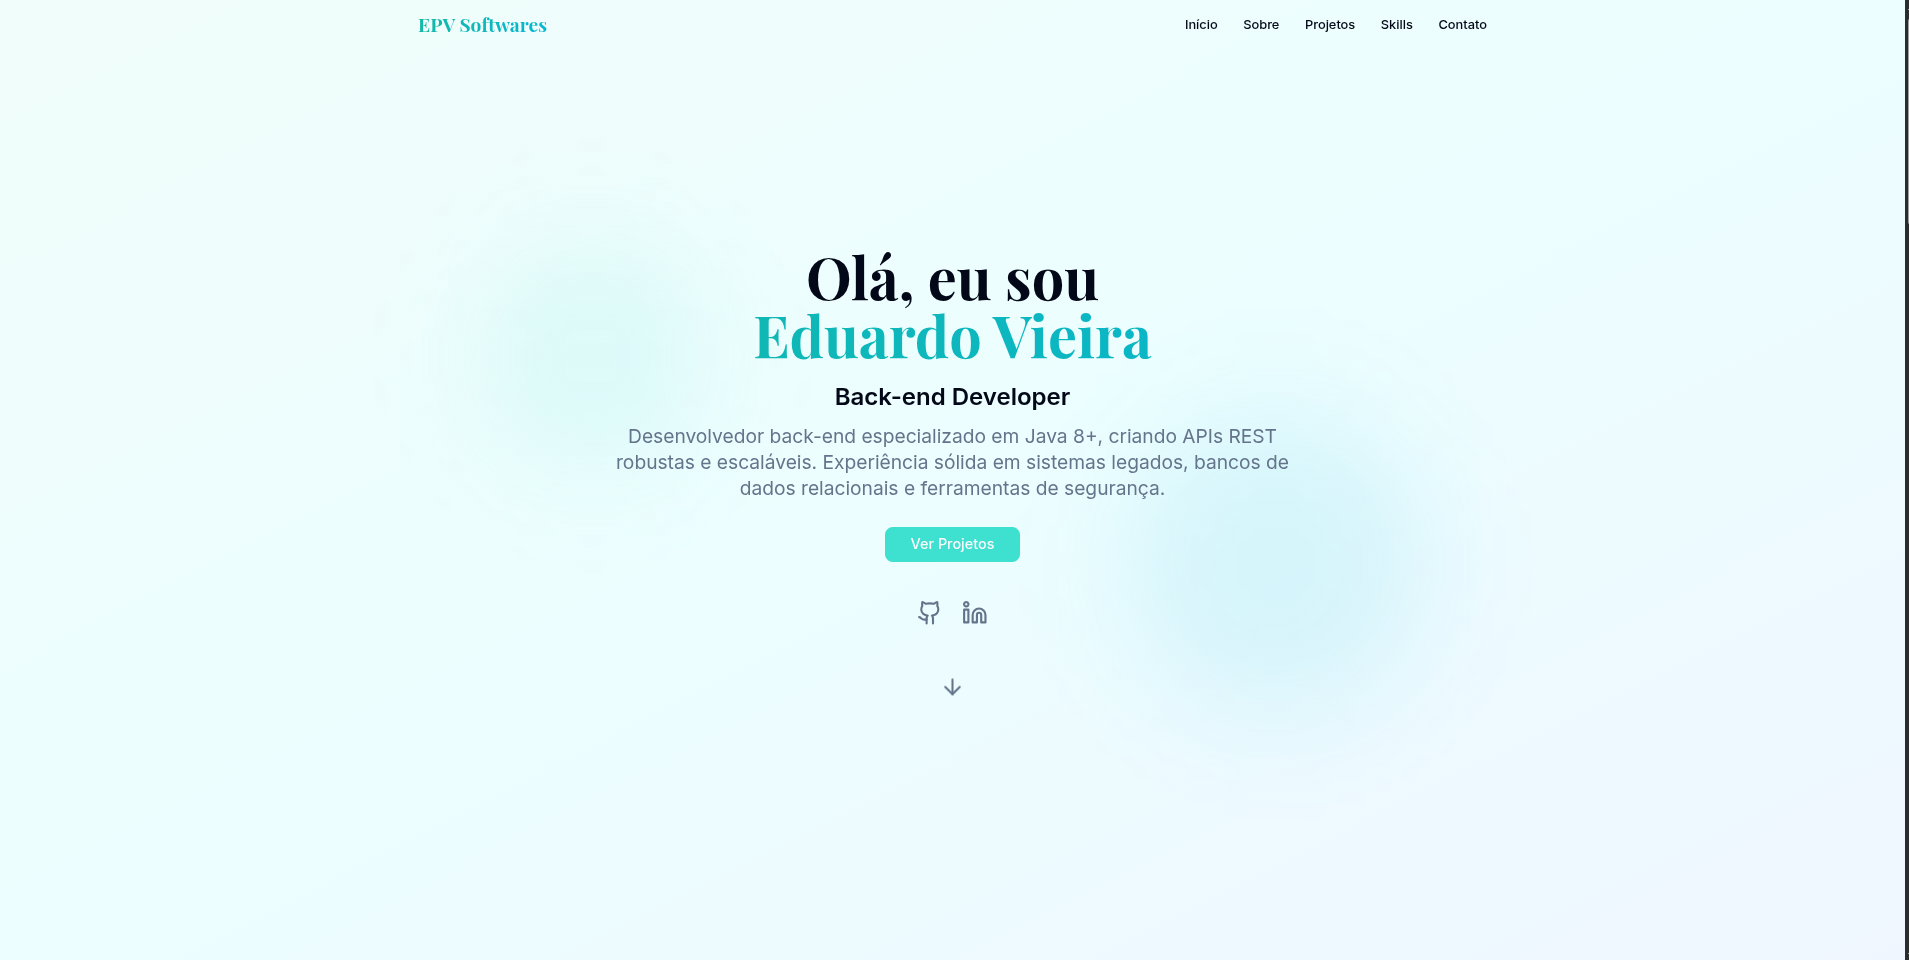 EPV Softwares
Início Sobre Projetos Skills Contato
Olá, eu sou
Eduardo Vieira
Back-end Developer
Desenvolvedor back-end especializado em Java 8+, criando APIs REST
robustas e escaláveis. Experiência sólida em sistemas legados, bancos de
dados relacionais e ferramentas de segurança.
Ver Projetos